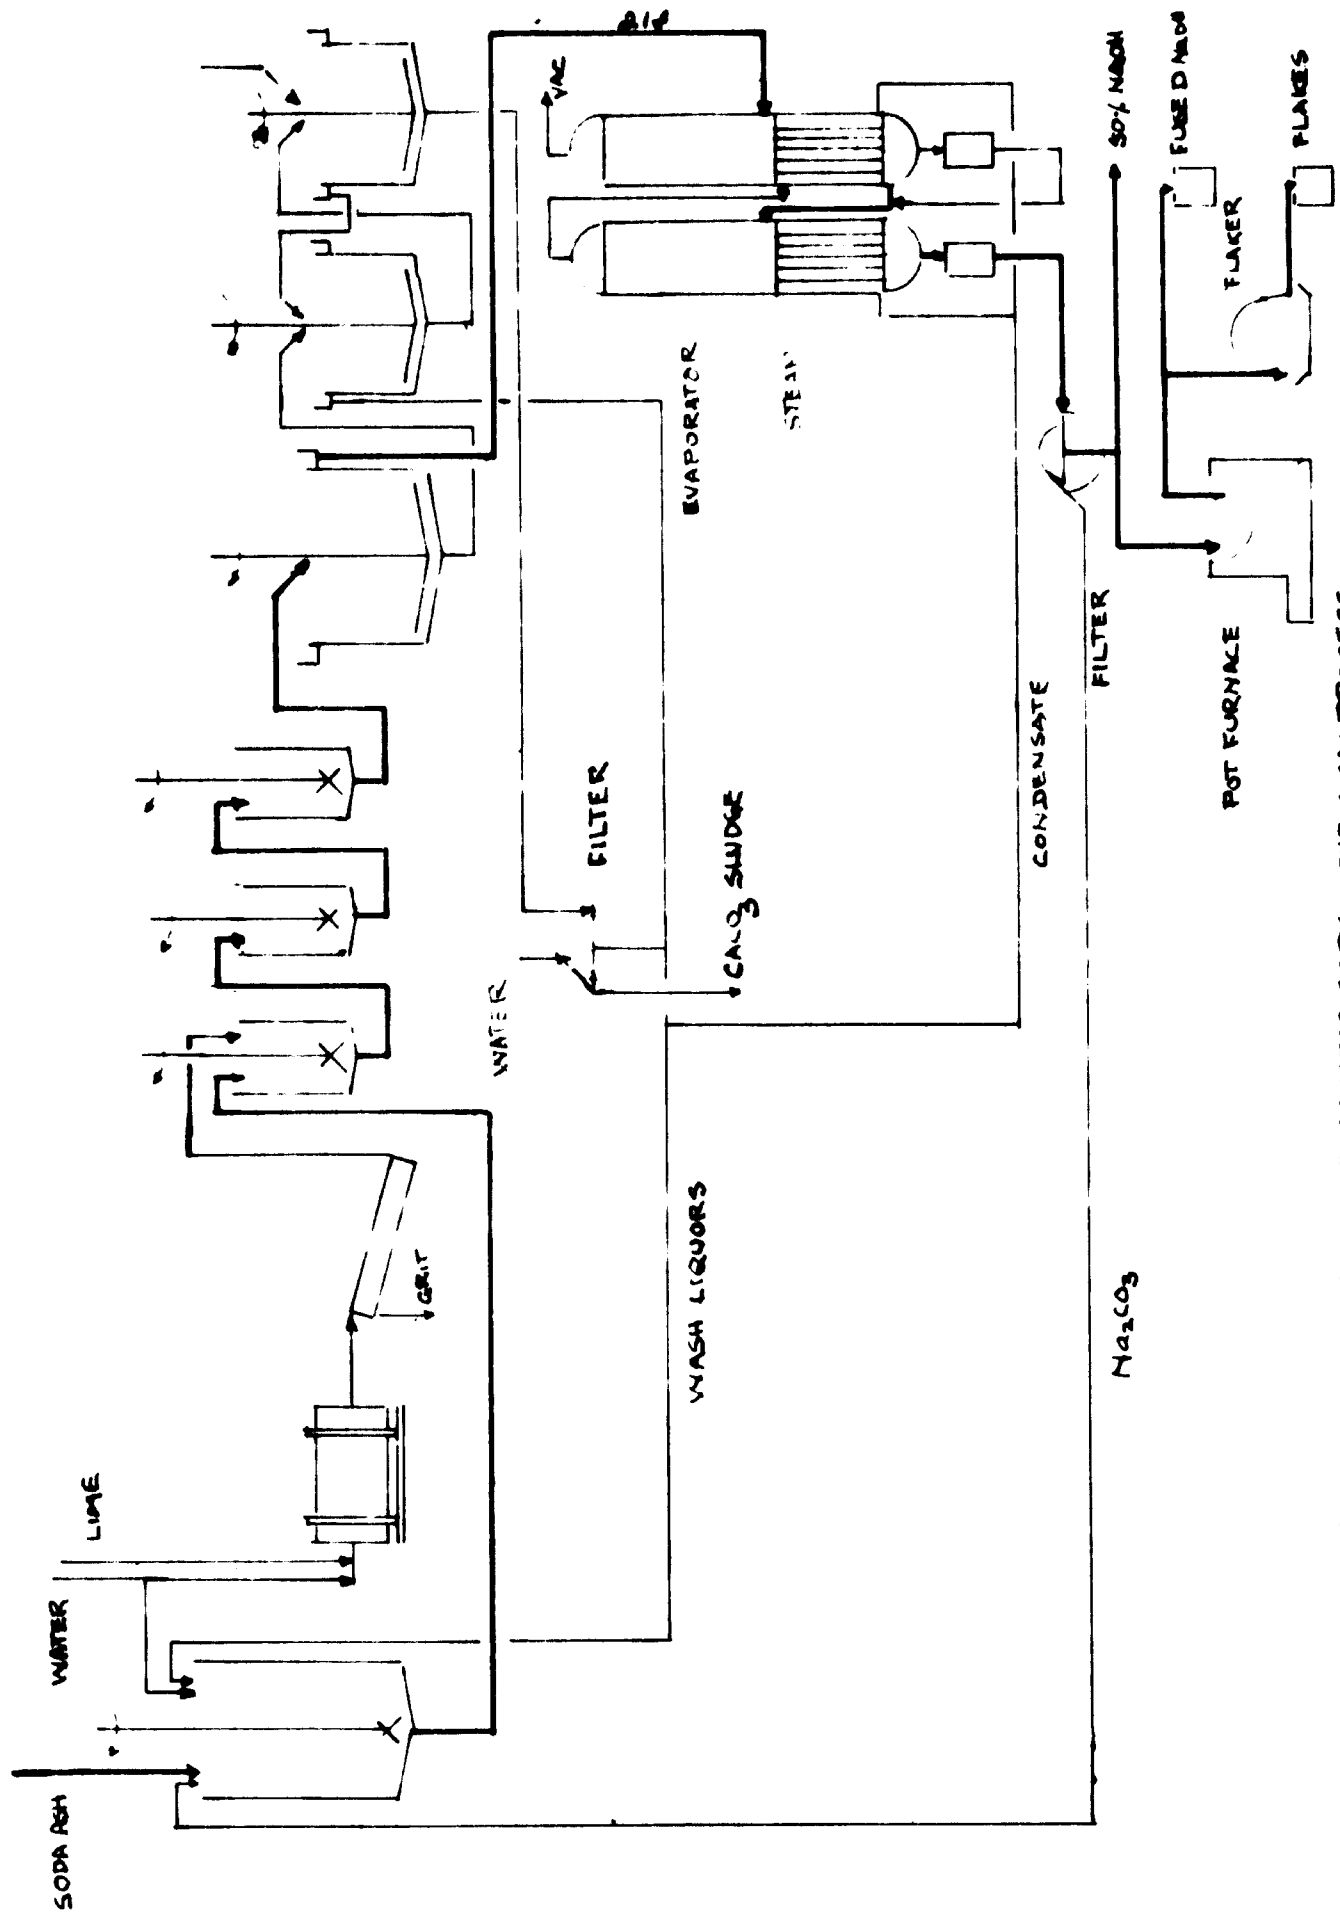 SODA ASH
WATER
LIME
GRIT
WASH LIQUORS
Na₂CO₃
WATER
FILTER
CALCO₃ SLUDGE
EVAPORATOR
VAC
CONDENSATE
FILTER
POT FURNACE
FLAKER
50% NAOH
FUSED NAOH
FLAKES